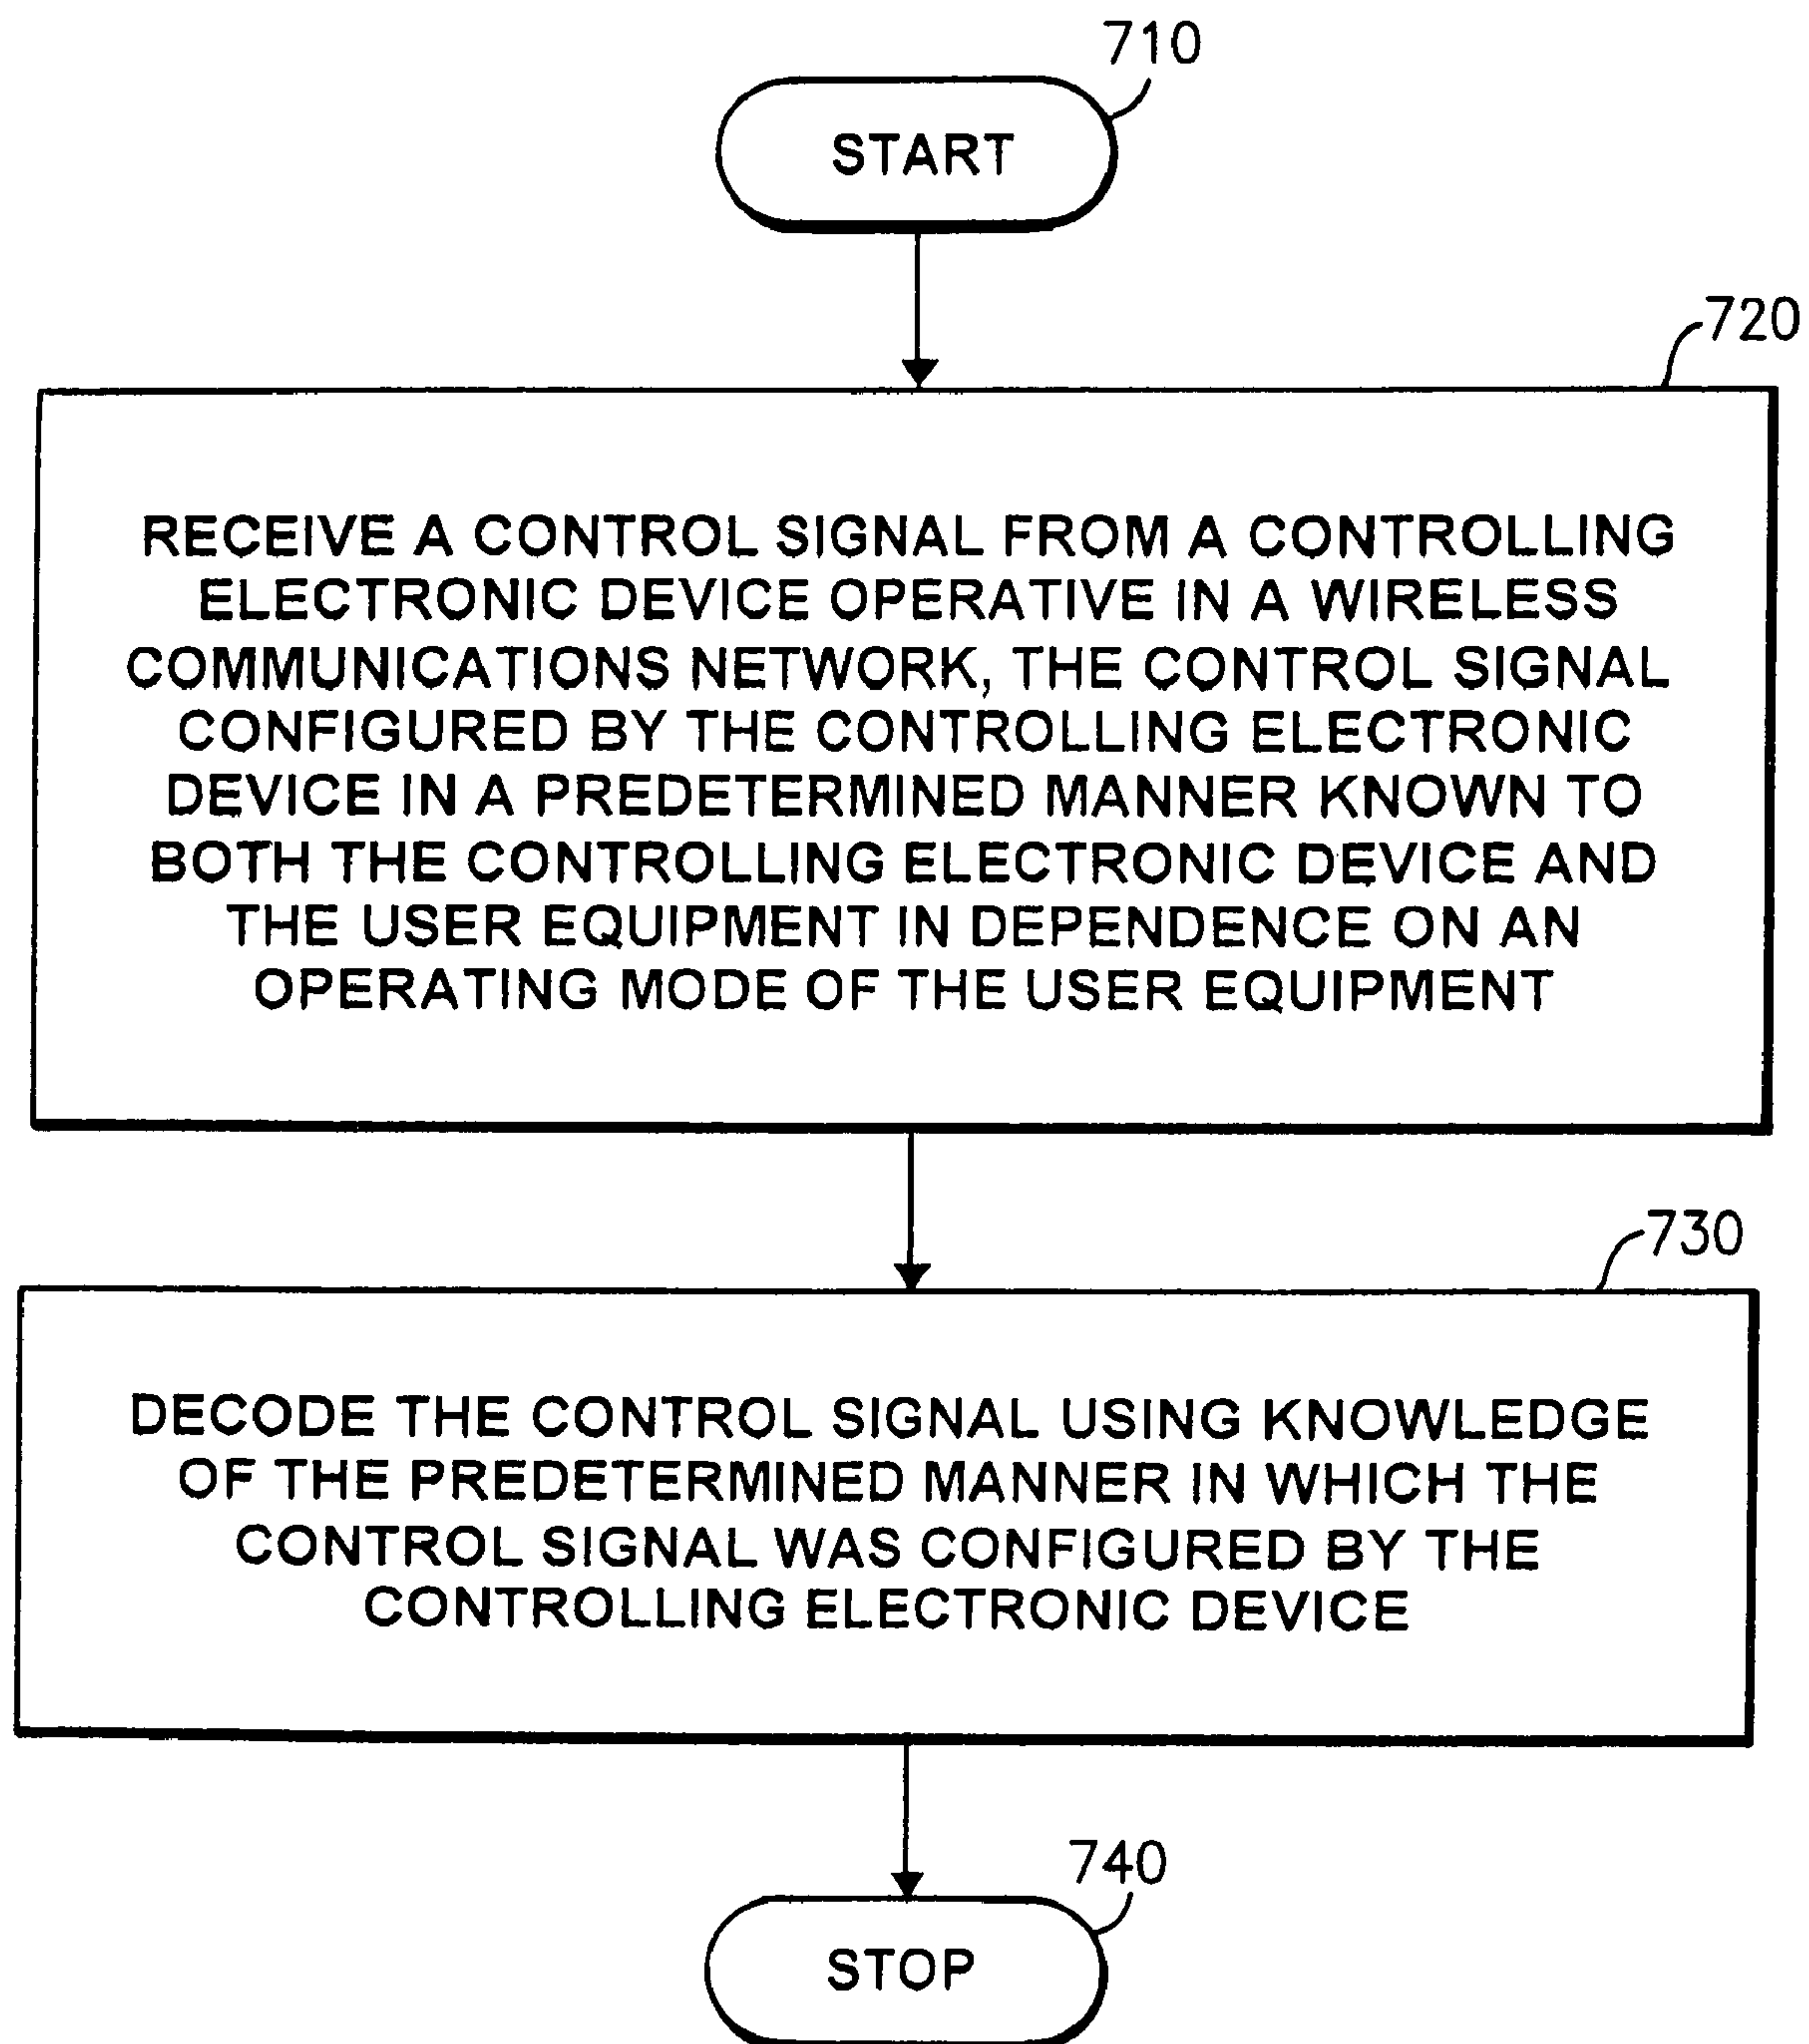 710
START
720
RECEIVE A CONTROL SIGNAL FROM A CONTROLLING
ELECTRONIC DEVICE OPERATIVE IN A WIRELESS
COMMUNICATIONS NETWORK, THE CONTROL SIGNAL
CONFIGURED BY THE CONTROLLING ELECTRONIC
DEVICE IN A PREDETERMINED MANNER KNOWN TO
BOTH THE CONTROLLING ELECTRONIC DEVICE AND
THE USER EQUIPMENT IN DEPENDENCE ON AN
OPERATING MODE OF THE USER EQUIPMENT
730
DECODE THE CONTROL SIGNAL USING KNOWLEDGE
OF THE PREDETERMINED MANNER IN WHICH THE
CONTROL SIGNAL WAS CONFIGURED BY THE
CONTROLLING ELECTRONIC DEVICE
740
STOP